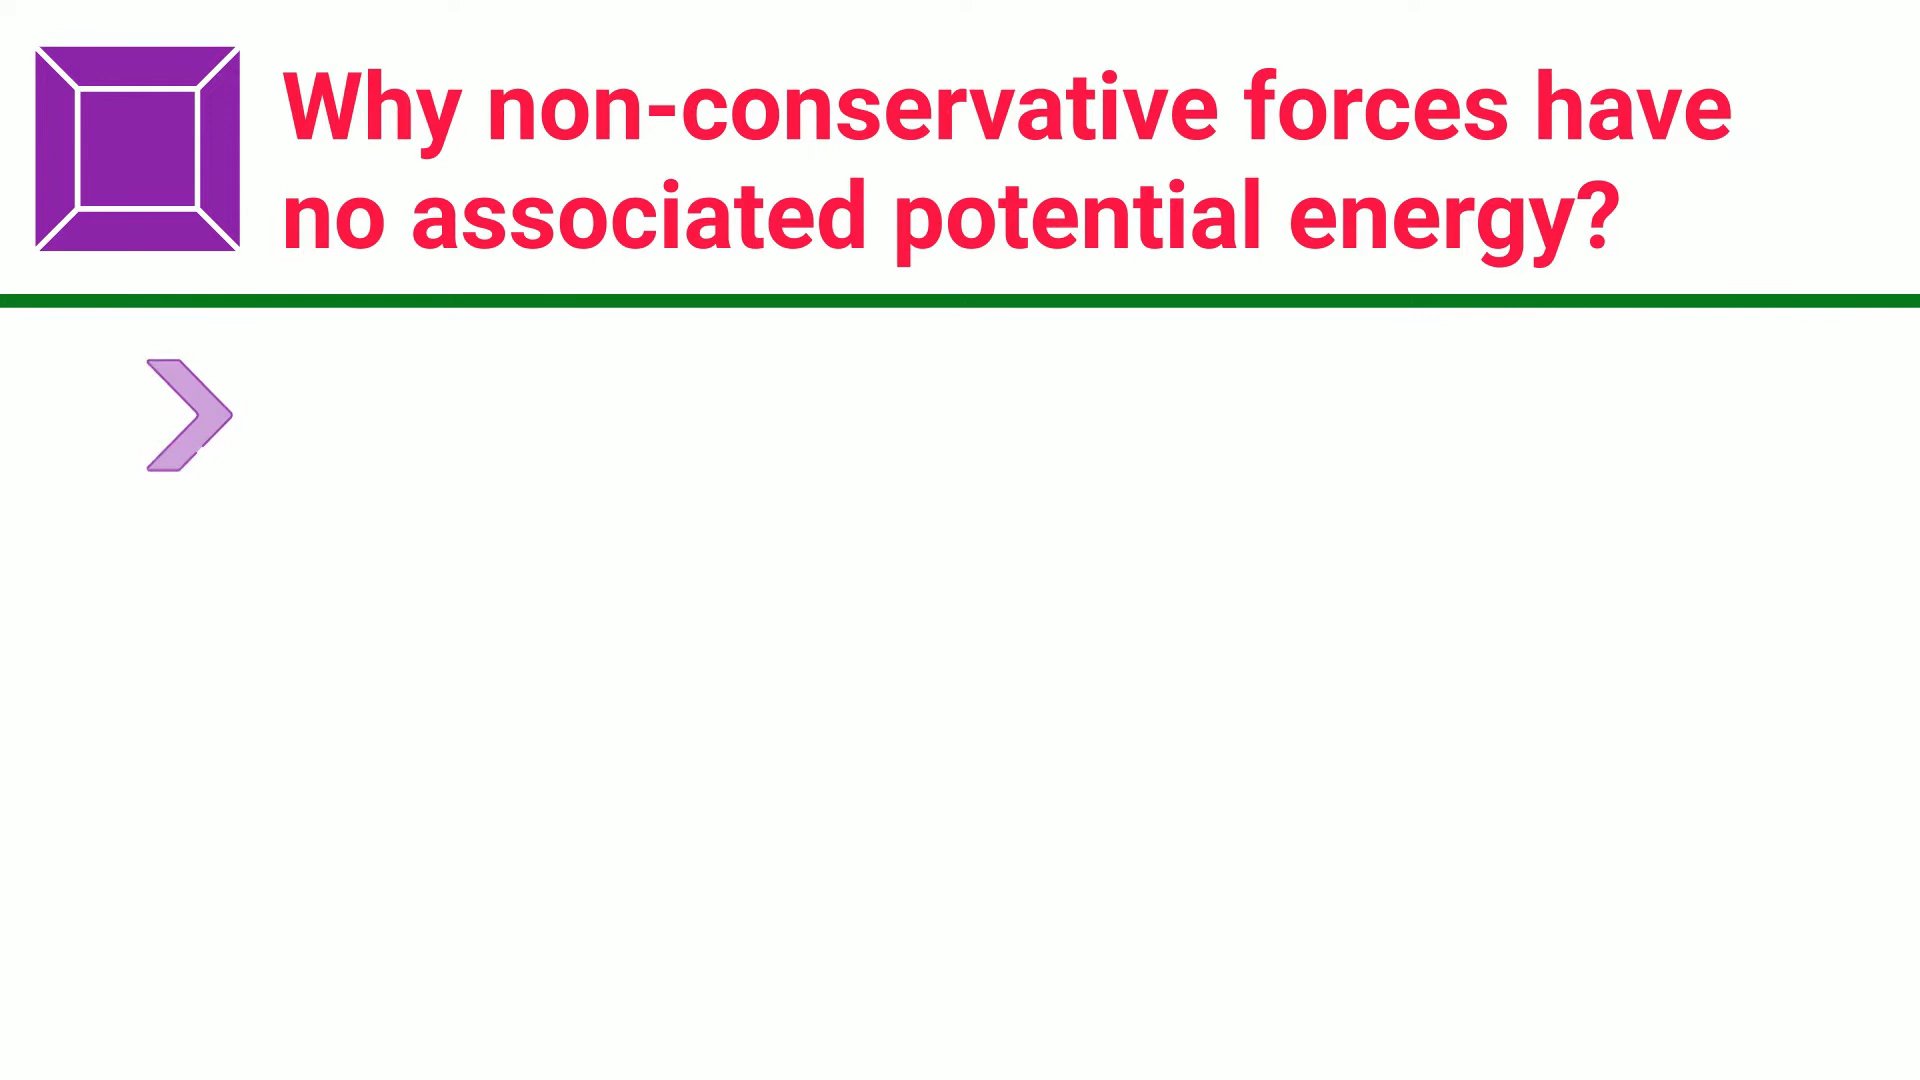 Why non-conservative forces have
no associated potential energy?